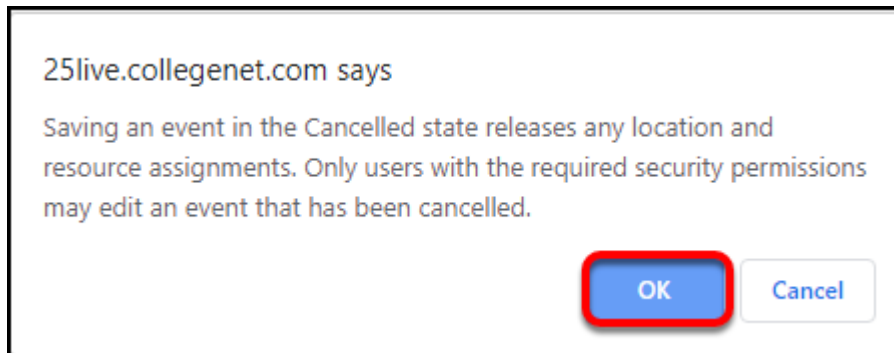 25live.collegenet.com says
Saving an event in the Cancelled state releases any location and
resource assignments. Only users with the required security permissions
may edit an event that has been cancelled.
OK Cancel